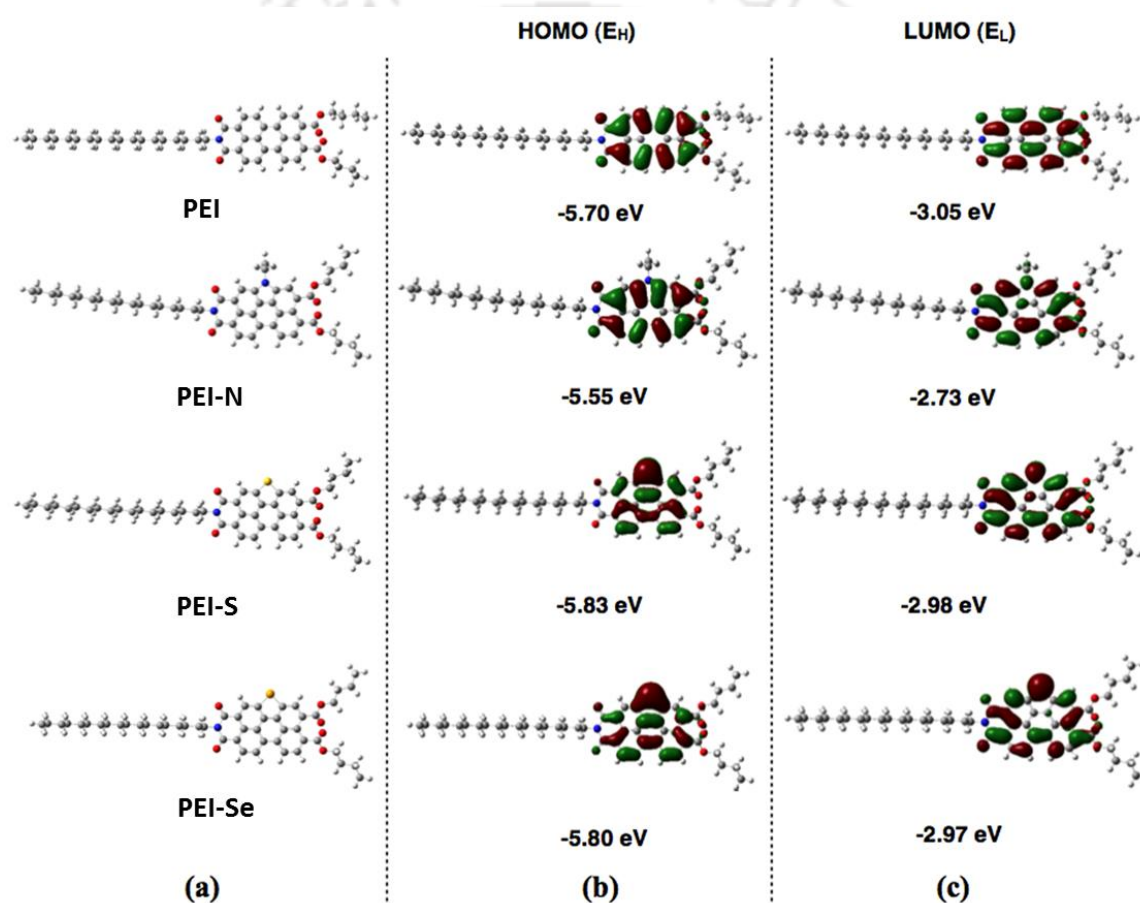 HOMO (EH)
LUMO (EL)
PEI
-5.70 eV
-3.05 eV
PEI-N
-5.55 eV
-2.73 eV
PEI-S
-5.83 eV
-2.98 eV
PEI-Se
-5.80 eV
-2.97 eV
(a)
(b)
(c)